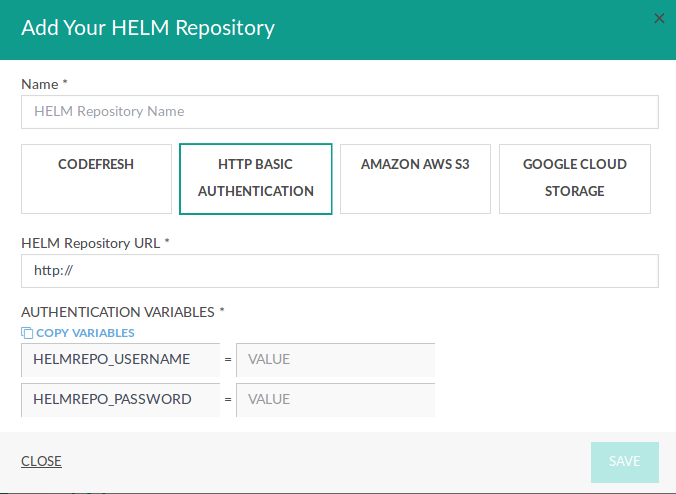 Add Your HELM Repository
×
Name *
HELM Repository Name
CODEFRESH
HTTP BASIC
AUTHENTICATION
AMAZON AWS S3
GOOGLE CLOUD
STORAGE
HELM Repository URL *
http://
AUTHENTICATION VARIABLES *
COPY VARIABLES
HELMREPO_USERNAME = VALUE
HELMREPO_PASSWORD = VALUE
CLOSE
SAVE